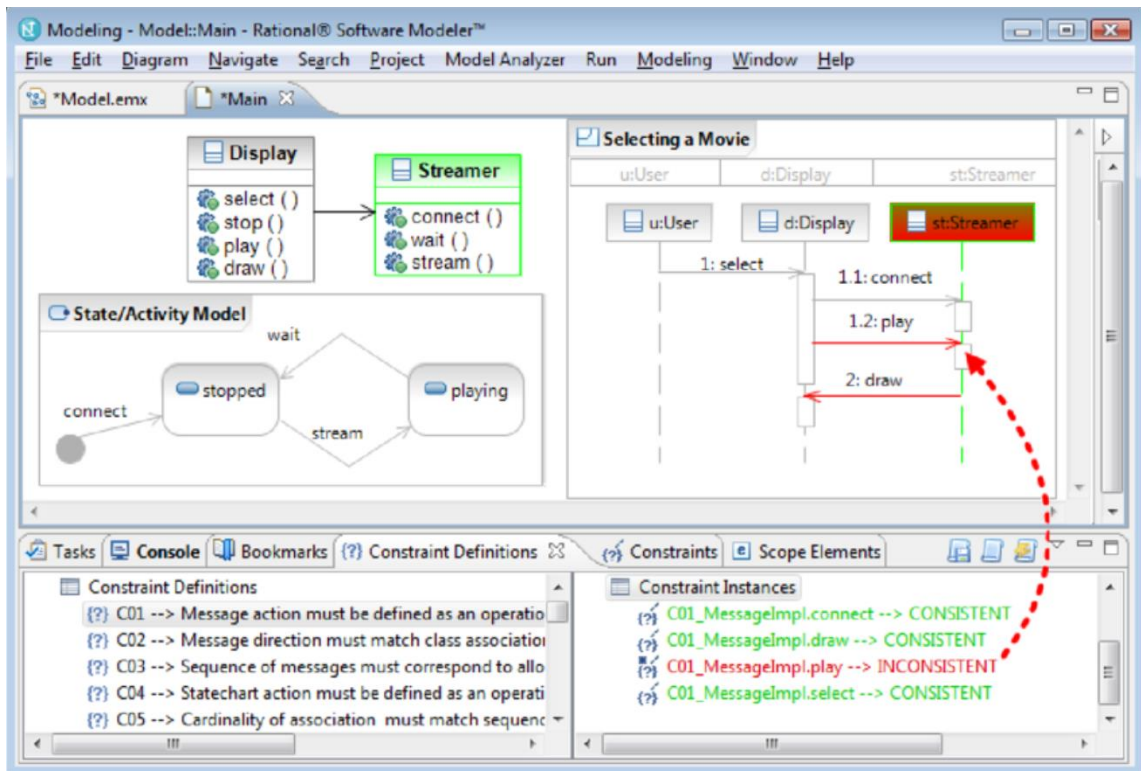 Modeling - Model::Main - Rational® Software Modeler™
File Edit Diagram Navigate Search Project Model Analyzer Run Modeling Window Help
*Model.emx *Main
Display
select ( )
stop ( )
play ( )
draw ( )
Streamer
connect ( )
wait ( )
stream ( )
State/Activity Model
wait
stopped
playing
connect
stream
Selecting a Movie
u:User d:Display st:Streamer
u:User d:Display st:Streamer
1: select
1.1: connect
1.2: play
2: draw
Tasks Console Bookmarks Constraint Definitions Constraints Scope Elements
Constraint Definitions
C01 --> Message action must be defined as an operatio
C02 --> Message direction must match class association
C03 --> Sequence of messages must correspond to allo
C04 --> Statechart action must be defined as an operati
C05 --> Cardinality of association must match sequenc
Constraint Instances
C01_MessageImpl.connect --> CONSISTENT
C01_MessageImpl.draw --> CONSISTENT
C01_MessageImpl.play --> INCONSISTENT
C01_MessageImpl.select --> CONSISTENT